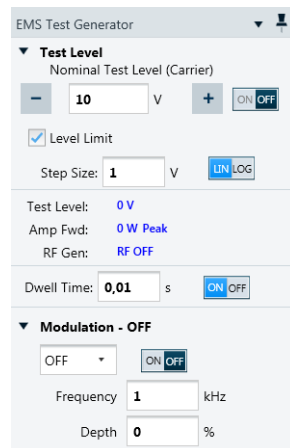 EMS Test Generator
Test Level
Nominal Test Level (Carrier)
− 10 V + ON OFF
Level Limit
Step Size: 1 V LIN LOG
Test Level: 0 V
Amp Fwd: 0 W Peak
RF Gen: RF OFF
Dwell Time: 0,01 s ON OFF
Modulation - OFF
OFF ON OFF
Frequency 1 kHz
Depth 0 %